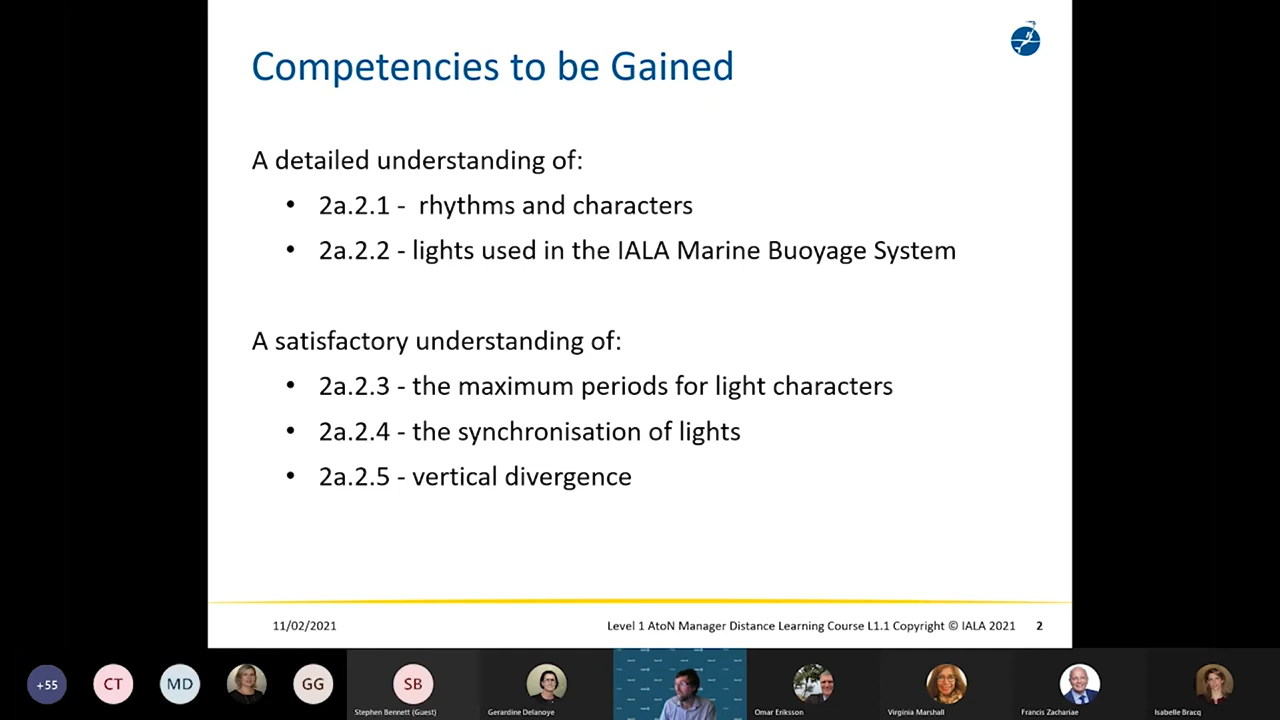 Competencies to be Gained
A detailed understanding of:
• 2a.2.1 - rhythms and characters
• 2a.2.2 - lights used in the IALA Marine Buoyage System
A satisfactory understanding of:
• 2a.2.3 - the maximum periods for light characters
• 2a.2.4 - the synchronisation of lights
• 2a.2.5 - vertical divergence
11/02/2021 Level 1 AtoN Manager Distance Learning Course L1.1 Copyright © IALA 2021 2
+55 CT MD GG SB
Stephen Bennett (Guest) Gerardine Delanoye Omar Eriksson Virginia Marshall Francis Zachariae Isabelle Bracq